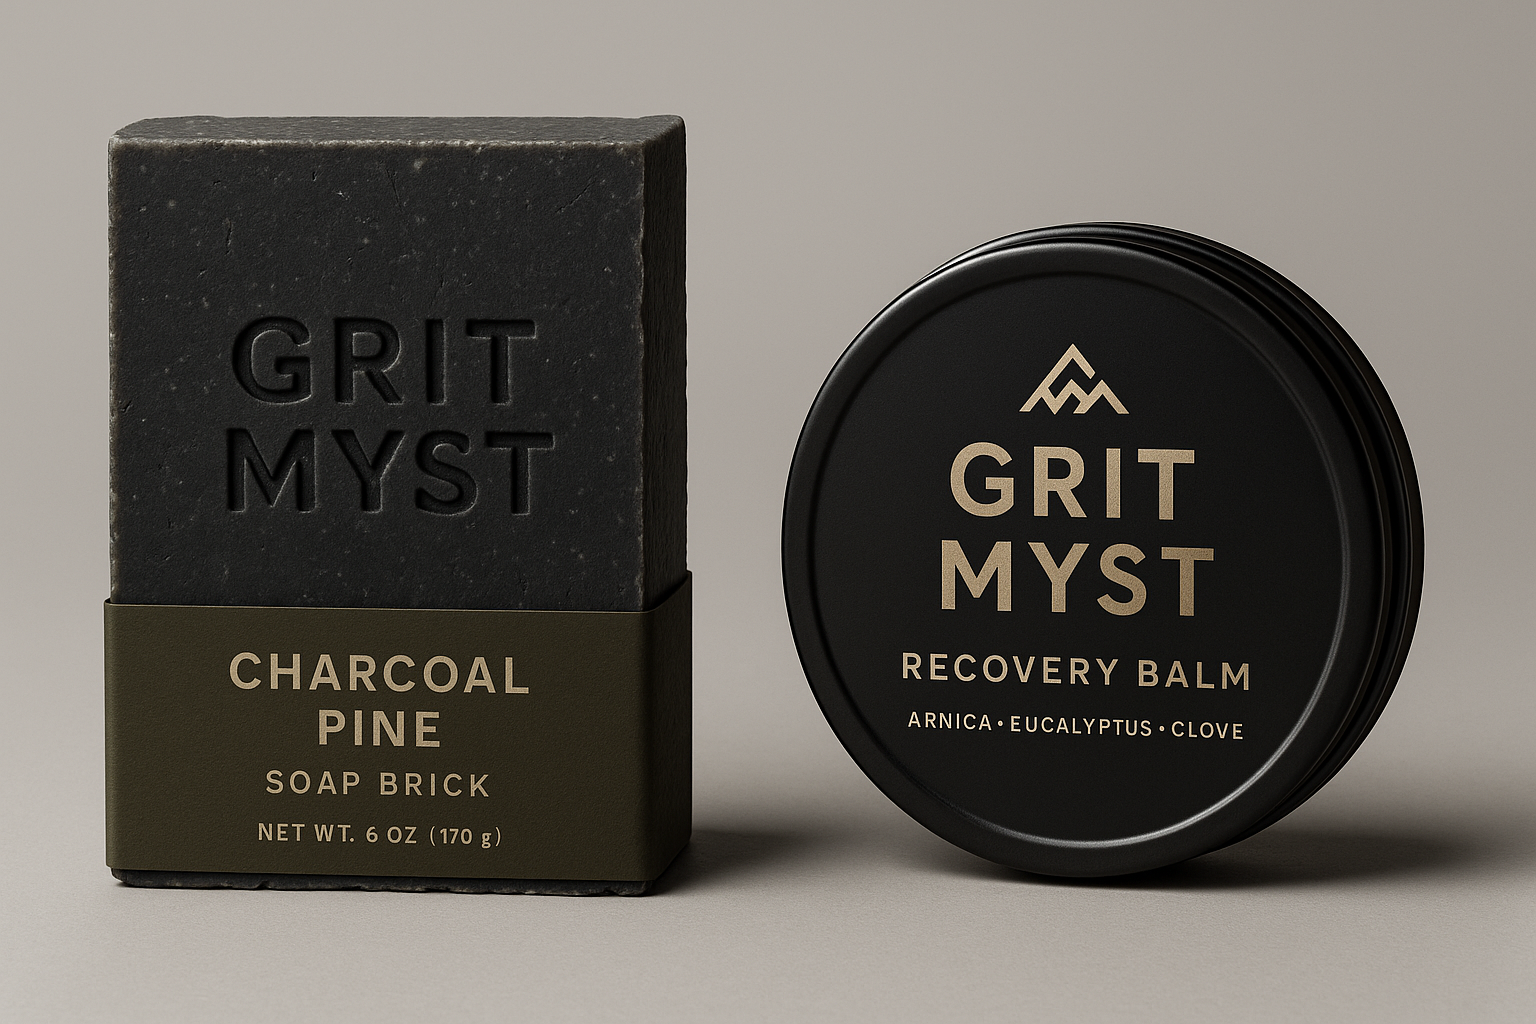 GRIT
MYST
CHARCOAL
PINE
SOAP BRICK
NET WT. 6 OZ (170 g)
GRIT
MYST
RECOVERY BALM
ARNICA • EUCALYPTUS • CLOVE